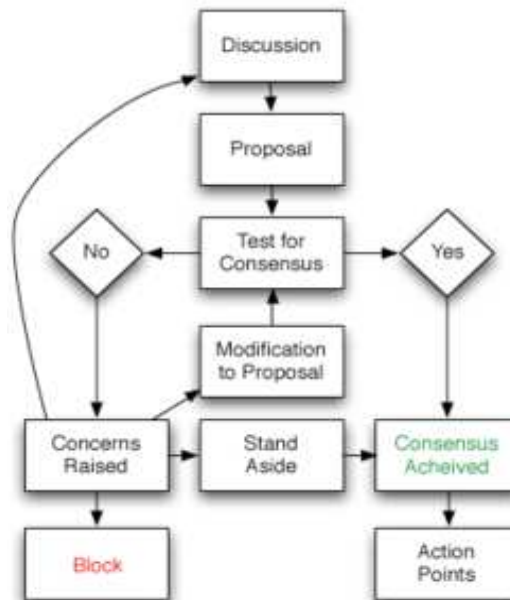 Discussion
Proposal
No
Test for
Consensus
Yes
Modification
to Proposal
Concerns
Raised
Stand
Aside
Consensus
Acheived
Block
Action
Points